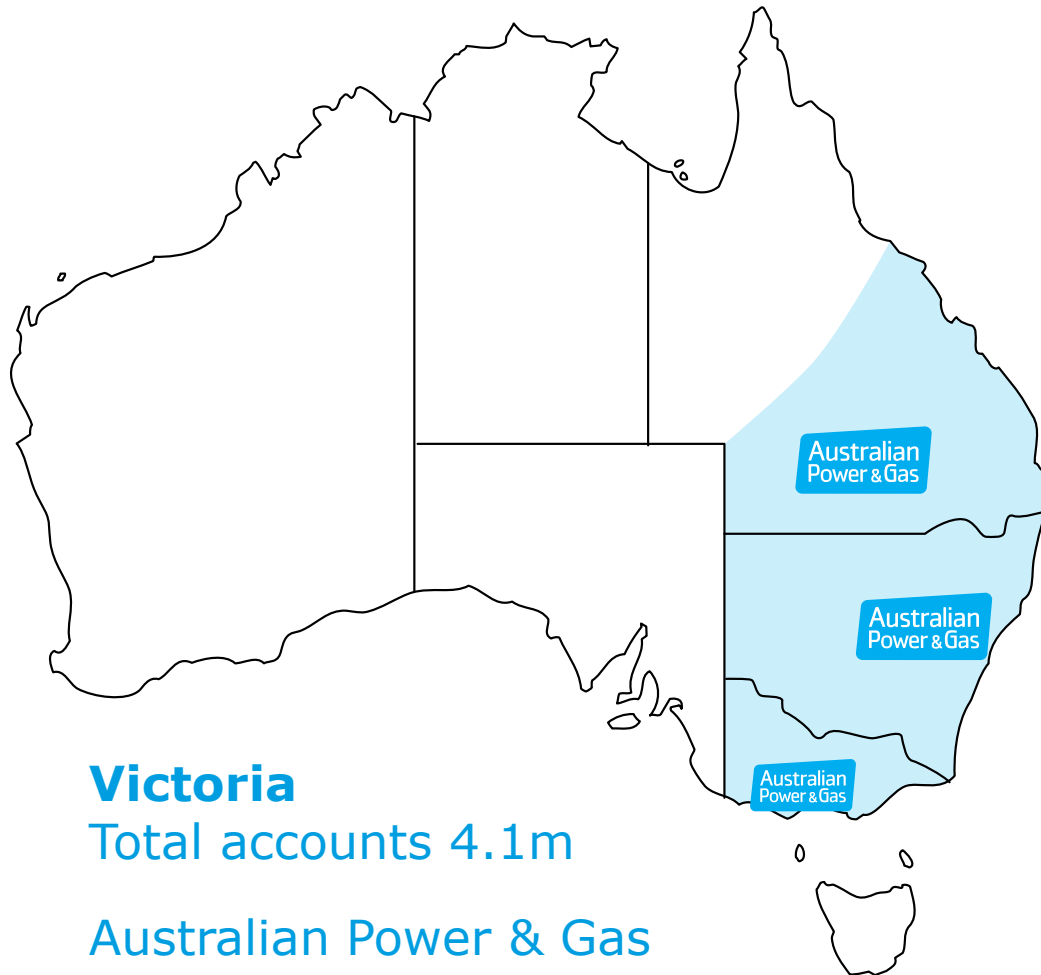 Australian
Power & Gas
Australian
Power & Gas
Australian
Power & Gas
Victoria
Total accounts 4.1m
Australian Power & Gas